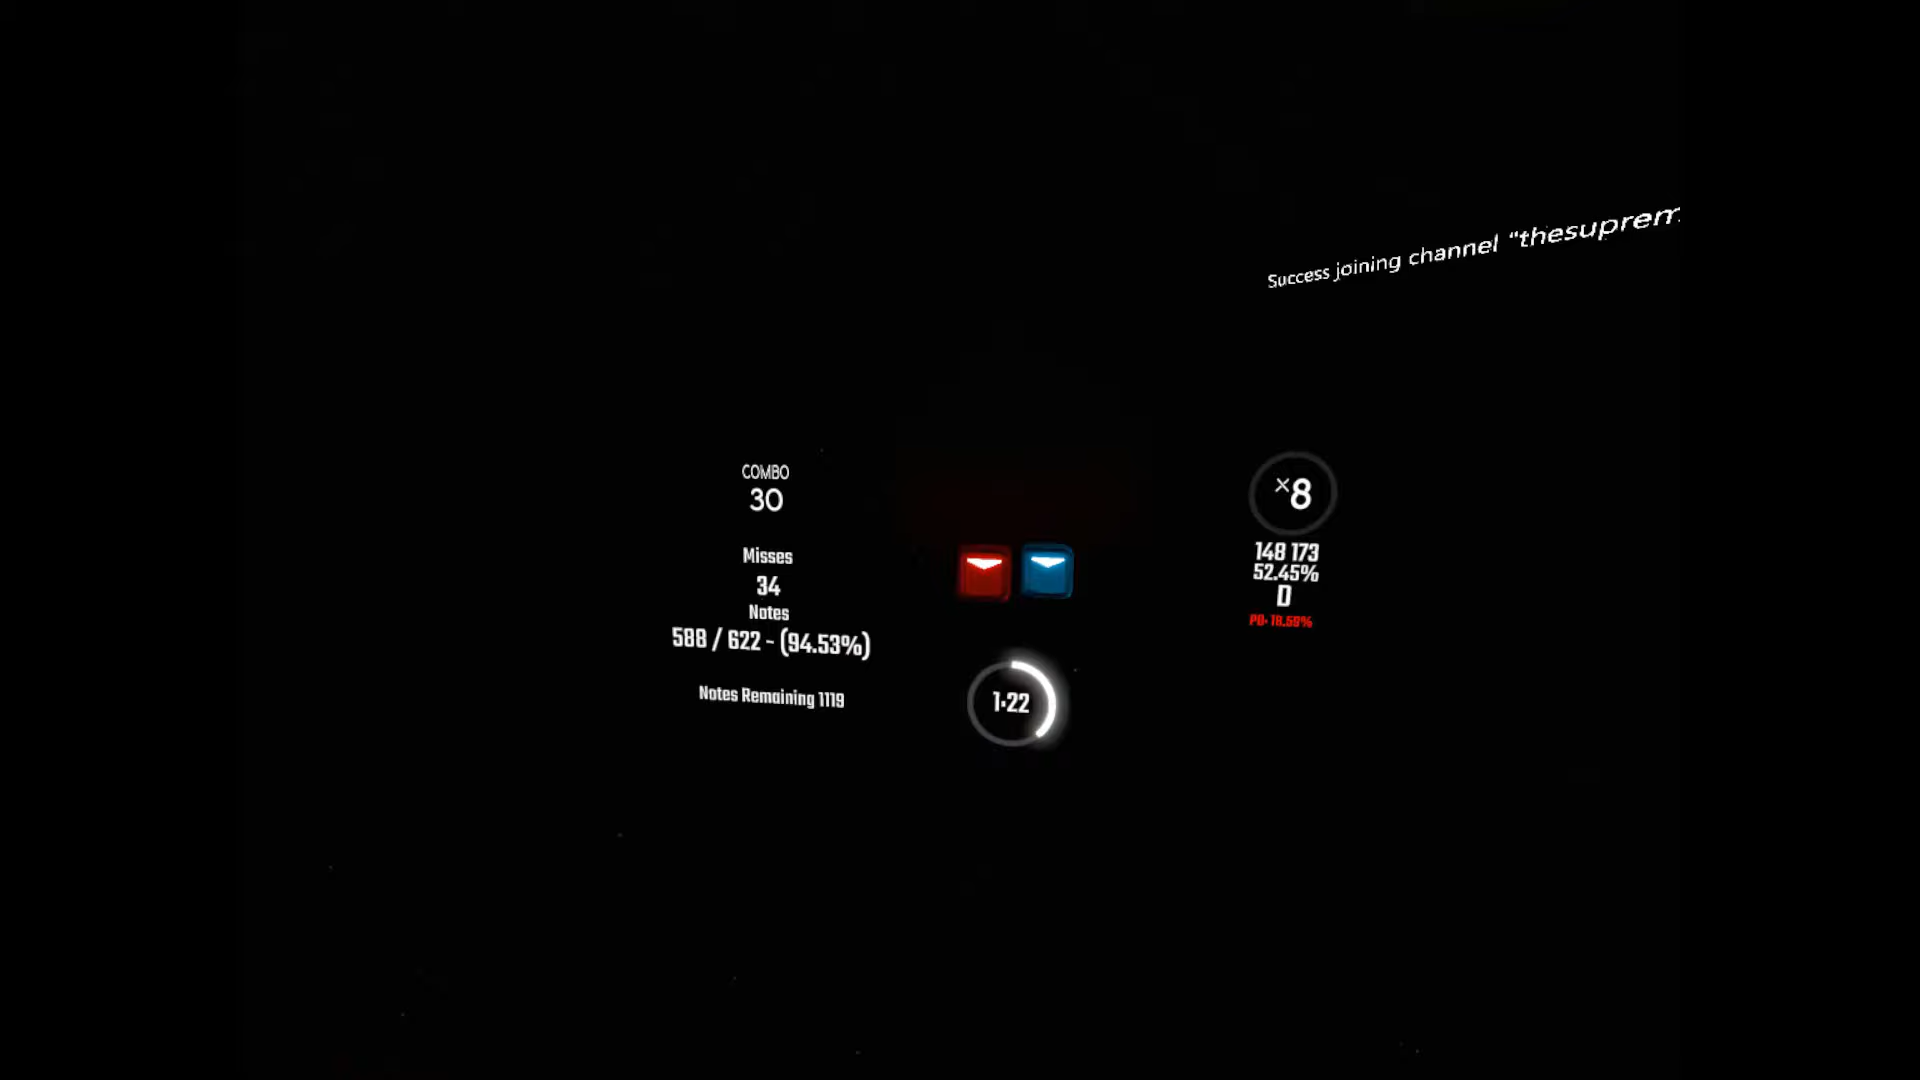 Success joining channel "thesuprem
COMBO
30
Misses
34
Notes
588 / 622 - (94.53%)
Notes Remaining 1119
1:22
x8
148 173
52.45%
D